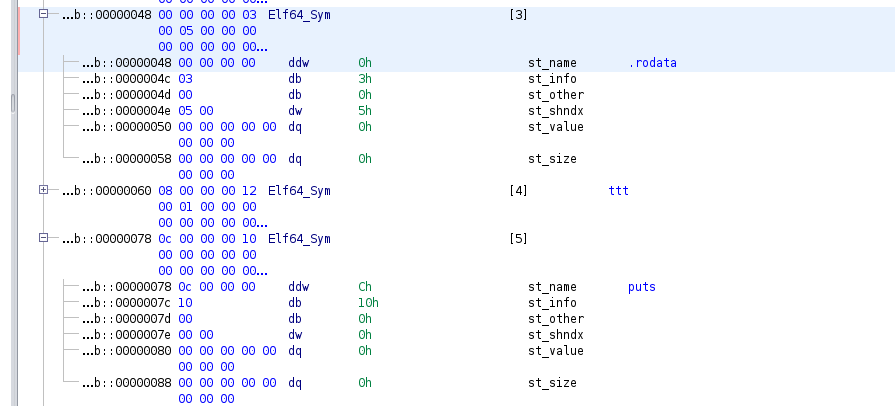 00 00 00 00 00...
...b::00000048 00 00 00 00 03 Elf64_Sym [3]
00 05 00 00 00
00 00 00 00 00...
...b::00000048 00 00 00 00 ddw 0h st_name .rodata
...b::0000004c 03 db 3h st_info
...b::0000004d 00 db 0h st_other
...b::0000004e 05 00 dw 5h st_shndx
...b::00000050 00 00 00 00 00 dq 0h st_value
00 00 00
...b::00000058 00 00 00 00 00 dq 0h st_size
00 00 00
...b::00000060 08 00 00 00 12 Elf64_Sym [4] ttt
00 01 00 00 00
00 00 00 00 00...
...b::00000078 0c 00 00 00 10 Elf64_Sym [5]
00 00 00 00 00
00 00 00 00 00...
...b::00000078 0c 00 00 00 ddw Ch st_name puts
...b::0000007c 10 db 10h st_info
...b::0000007d 00 db 0h st_other
...b::0000007e 00 00 dw 0h st_shndx
...b::00000080 00 00 00 00 00 dq 0h st_value
00 00 00
...b::00000088 00 00 00 00 00 dq 0h st_size
00 00 00